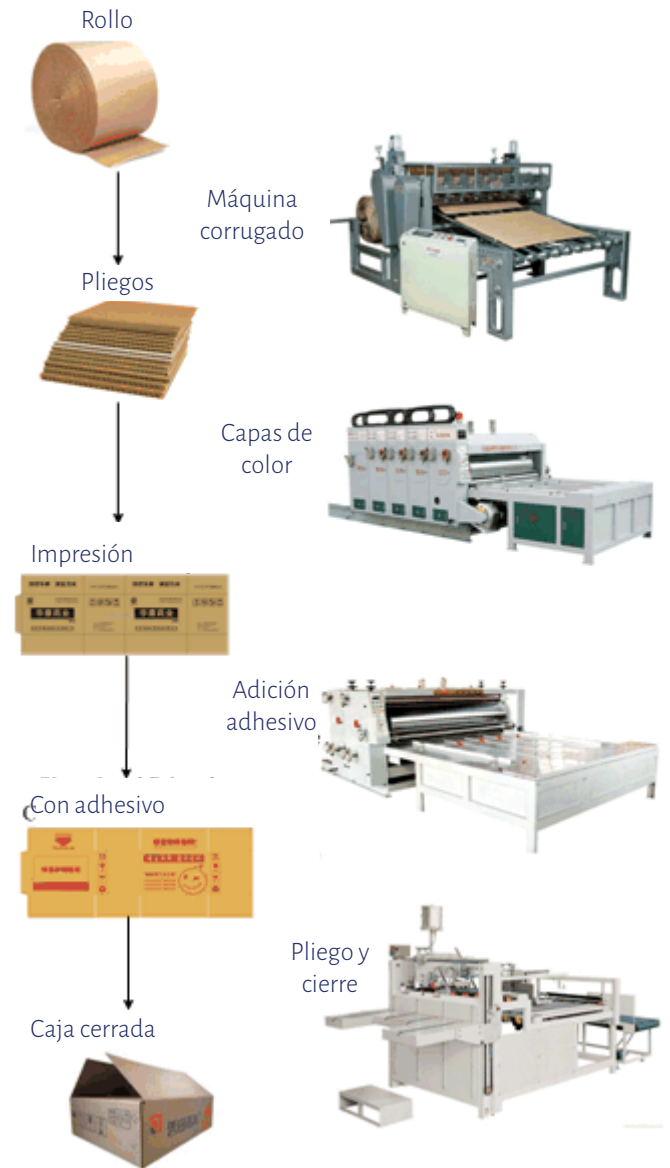 Rollo
Máquina
corrugado
Pliegos
Capas de
color
Impresión
Adición
adhesivo
Con adhesivo
Pliego y
cierre
Caja cerrada